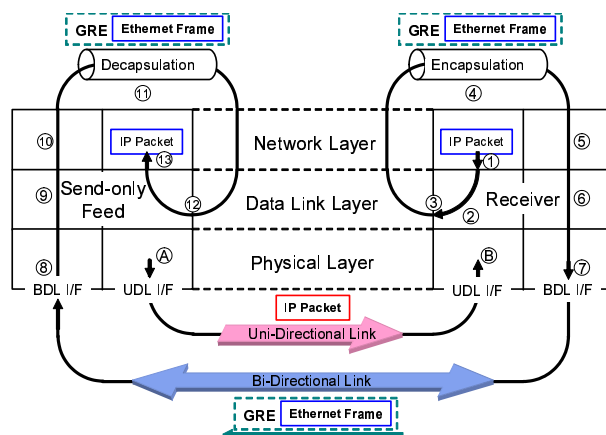 GRE Ethernet Frame
GRE Ethernet Frame
Decapsulation
Encapsulation
⑪
④
⑩
IP Packet
⑬
Network Layer
IP Packet
①
⑤
⑨
Send-only
Feed
⑫
Data Link Layer
③
②
Receiver
⑥
⑧
Ⓐ
Physical Layer
Ⓑ
⑦
BDL I/F
UDL I/F
UDL I/F
BDL I/F
IP Packet
Uni-Directional Link
Bi-Directional Link
GRE Ethernet Frame